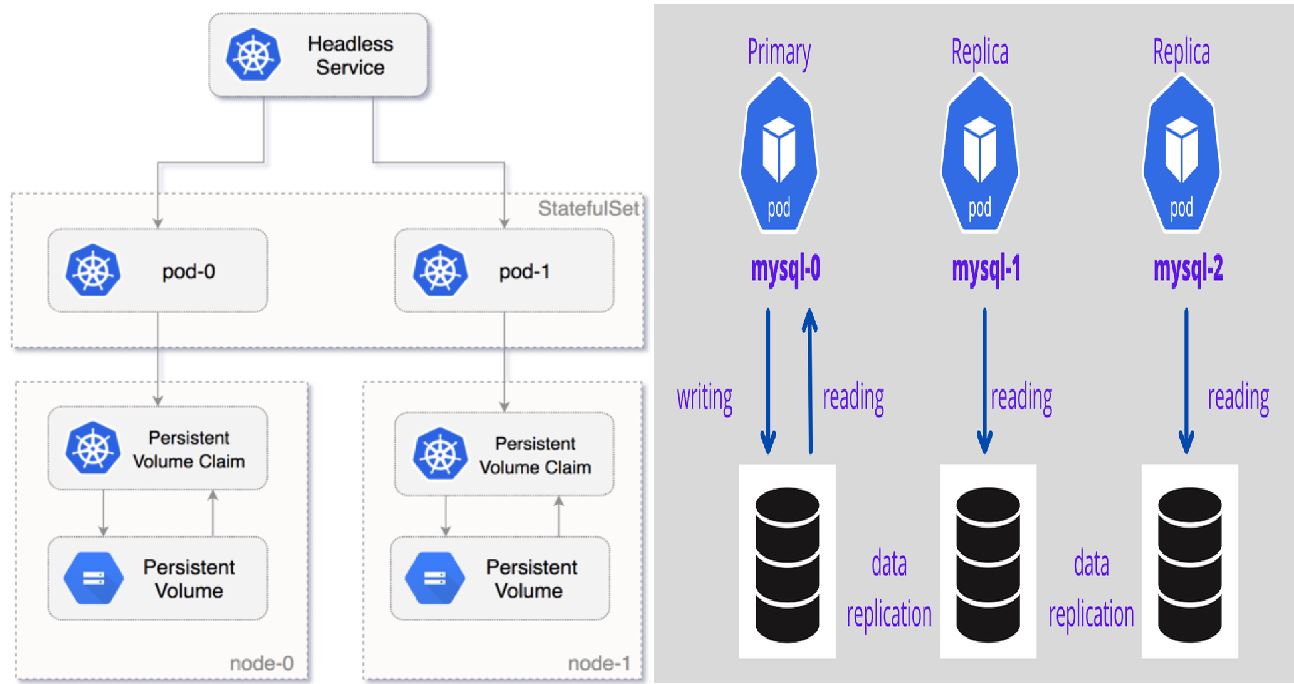 Headless
Service
StatefulSet
pod-0
pod-1
Persistent
Volume Claim
Persistent
Volume Claim
Persistent
Volume
Persistent
Volume
node-0
node-1
Primary
Replica
Replica
pod
pod
pod
mysql-0
mysql-1
mysql-2
writing
reading
reading
reading
data
replication
data
replication